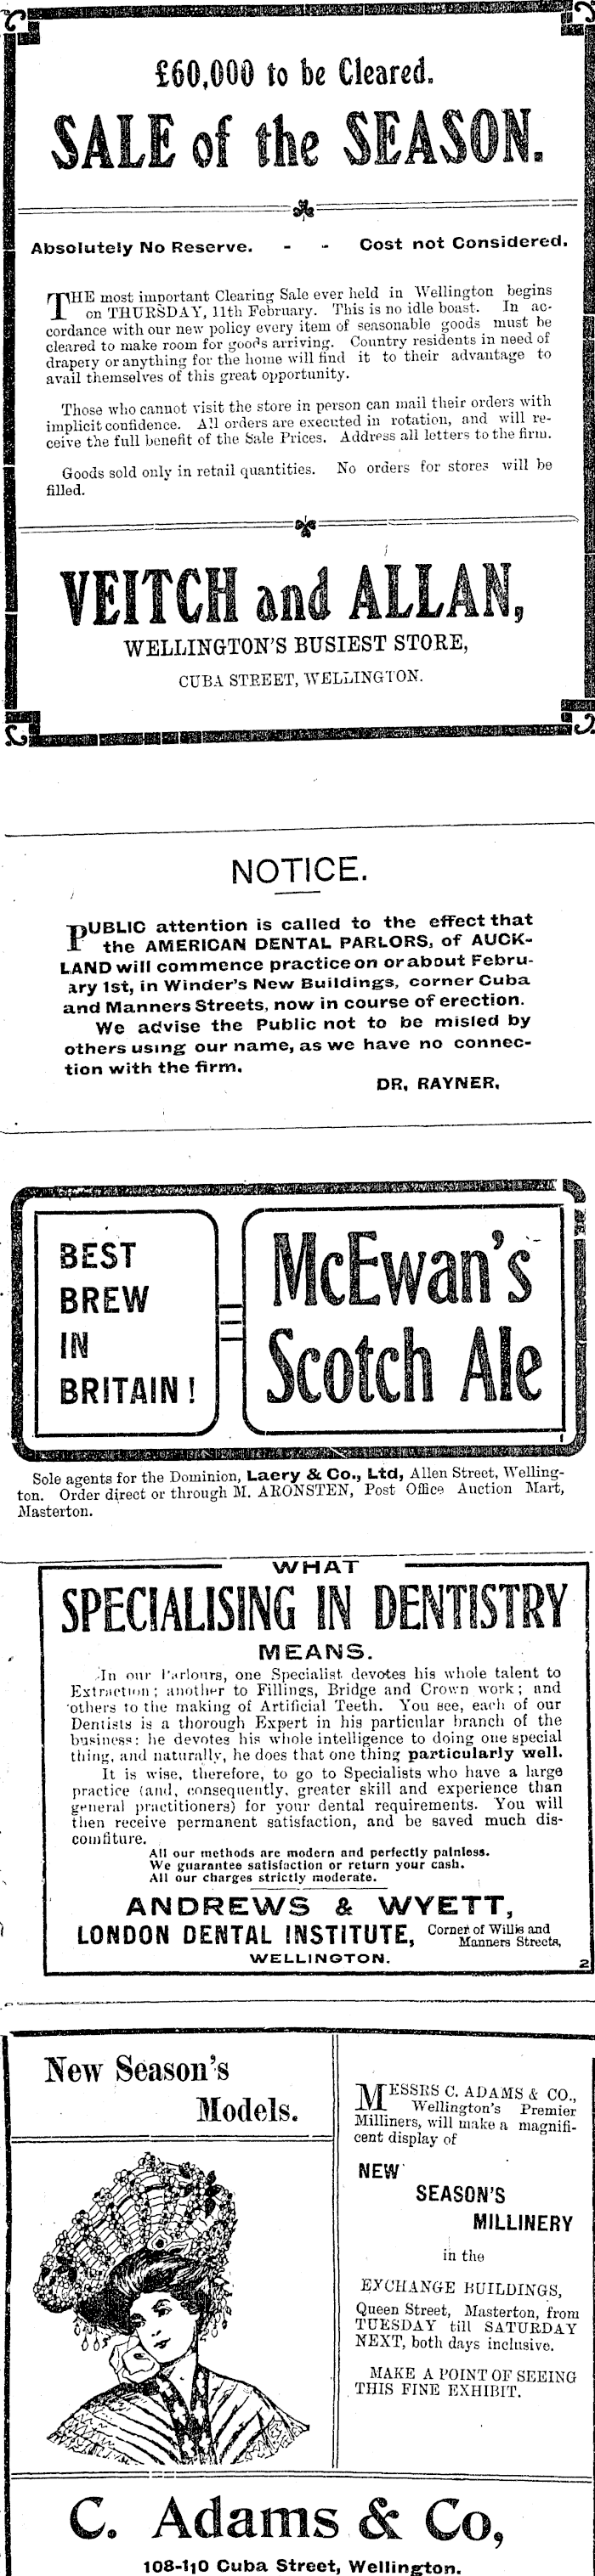 £60,000 to be Cleared.
SALE of the SEASON.
Absolutely No Reserve. - - Cost not Considered.
THE most important Clearing Sale ever held in Wellington begins
on THURSDAY, 11th February. This is no idle boast. In ac-
cordance with our new policy every item of seasonable goods must be
cleared to make room for goods arriving. Country residents in need of
drapery or anything for the home will find it to their advantage to
avail themselves of this great opportunity.
Those who cannot visit the store in person can mail their orders with
implicit confidence. All orders are executed in rotation, and will re-
ceive the full benefit of the Sale Prices. Address all letters to the firm.
Goods sold only in retail quantities. No orders for stores will be
filled.
VEITCH and ALLAN,
WELLINGTON'S BUSIEST STORE,
CUBA STREET, WELLINGTON.
NOTICE.
PUBLIC attention is called to the effect that
the AMERICAN DENTAL PARLORS, of AUCK-
LAND will commence practice on or about Febru-
ary 1st, in Winder's New Buildings, corner Cuba
and Manners Streets, now in course of erection.
We advise the Public not to be misled by
others using our name, as we have no connec-
tion with the firm.
DR, RAYNER,
BEST
BREW
IN
BRITAIN!
McEwan's
Scotch Ale
1
Sole agents for the Dominion, Laery & Co., Ltd, Allen Street, Welling-
ton. Order direct or through M. ARONSTEN, Post Office Auction Mart,
Masterton.
WHAT
SPECIALISING IN DENTISTRY
MEANS.
In our Parlours, one Specialist devotes his whole talent to
Extraction; another to Fillings, Bridge and Crown work; and
others to the making of Artificial Teeth. You see, each of our
Dentists is a thorough Expert in his particular branch of the
business: he devotes his whole intelligence to doing one special
thing, and naturally, he does that one thing particularly well.
It is wise, therefore, to go to Specialists who have a large
practice (and, consequently, greater skill and experience than
general practitioners) for your dental requirements. You will
then receive permanent satisfaction, and be saved much dis-
comfiture.
All our methods are modern and perfectly painless.
We guarantee satisfaction or return your cash.
All our charges strictly moderate.
ANDREWS & WYETT,
LONDON DENTAL INSTITUTE, Corner of Willis and
Manners Streets,
WELLINGTON.
2
New Season's
Models.
MESSRS C. ADAMS & CO.,
Wellington's Premier
Milliners, will make a magnifi-
cent display of
NEW
SEASON'S
MILLINERY
in the
EXCHANGE BUILDINGS,
Queen Street, Masterton, from
TUESDAY till SATURDAY
NEXT, both days inclusive.
MAKE A POINT OF SEEING
THIS FINE EXHIBIT.
C. Adams & Co,
108-110 Cuba Street, Wellington.